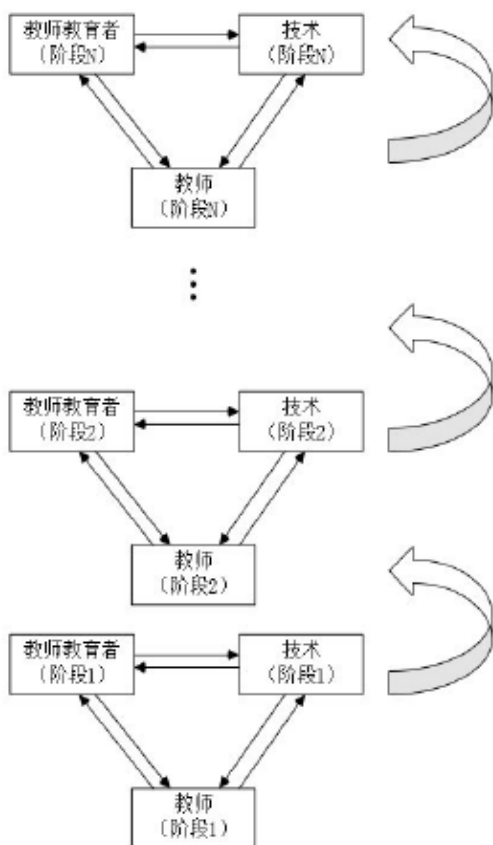 教师教育者
(阶段N)
技术
(阶段N)
教师
(阶段N)
教师教育者
(阶段2)
技术
(阶段2)
教师
(阶段2)
教师教育者
(阶段1)
技术
(阶段1)
教师
(阶段1)